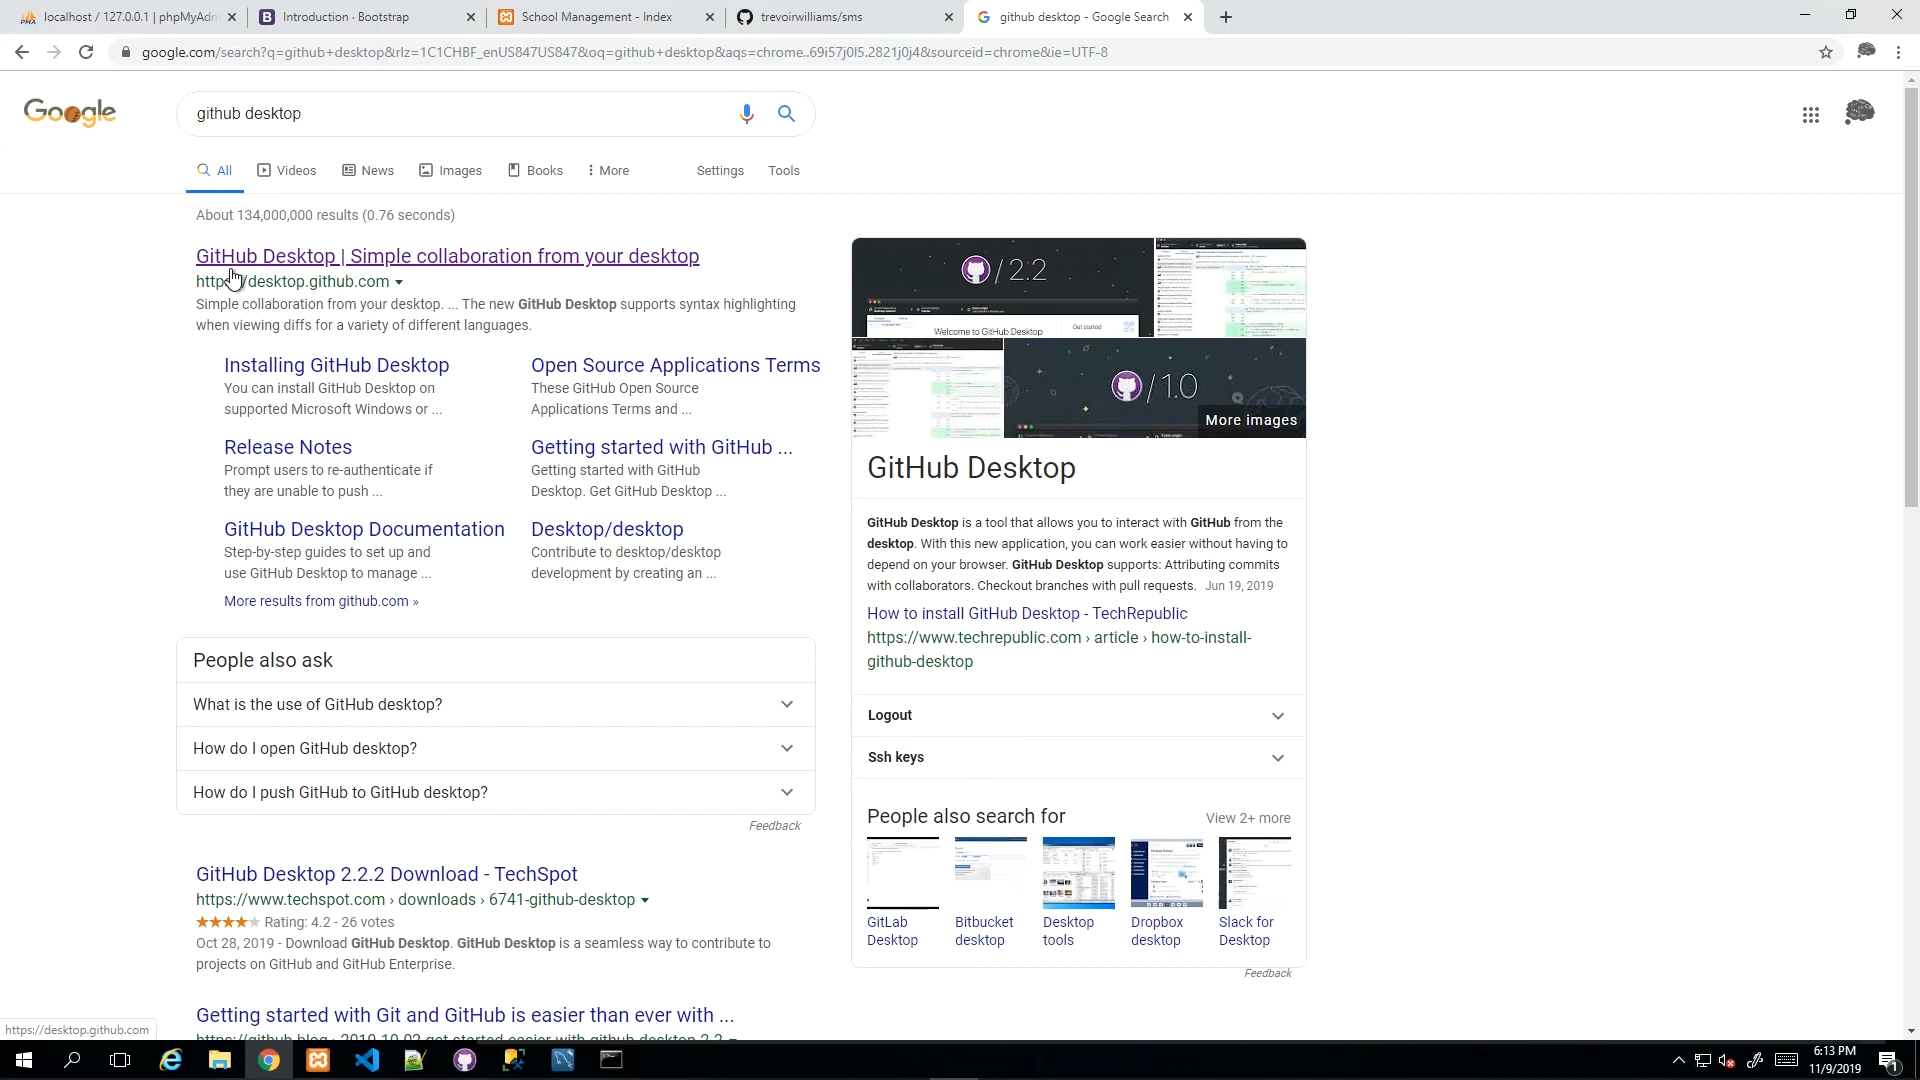 localhost / 127.0.0.1 | phpMyAdn
Introduction · Bootstrap
School Management - Index
trevoirwilliams/sms
github desktop - Google Search
google.com/search?q=github+desktop&rlz=1C1CHBF_enUS847US847&oq=github+desktop&aqs=chrome..69i57j0l5.2821j0j4&sourceid=chrome&ie=UTF-8
Google
github desktop
All
Videos
News
Images
Books
More
Settings
Tools
About 134,000,000 results (0.76 seconds)
GitHub Desktop | Simple collaboration from your desktop
desktop.github.com
Simple collaboration from your desktop. ... The new GitHub Desktop supports syntax highlighting
when viewing diffs for a variety of different languages.
Installing GitHub Desktop
You can install GitHub Desktop on
supported Microsoft Windows or ...
Open Source Applications Terms
These GitHub Open Source
Applications Terms and ...
Release Notes
Prompt users to re-authenticate if
they are unable to push ...
Getting started with GitHub ...
Getting started with GitHub
Desktop. Get GitHub Desktop ...
GitHub Desktop Documentation
Step-by-step guides to set up and
use GitHub Desktop to manage ...
Desktop/desktop
Contribute to desktop/desktop
development by creating an ...
More results from github.com »
People also ask
What is the use of GitHub desktop?
How do I open GitHub desktop?
How do I push GitHub to GitHub desktop?
Feedback
GitHub Desktop 2.2.2 Download - TechSpot
https://www.techspot.com › downloads › 6741-github-desktop
Rating: 4.2 - 26 votes
Oct 28, 2019 - Download GitHub Desktop. GitHub Desktop is a seamless way to contribute to
projects on GitHub and GitHub Enterprise.
Getting started with Git and GitHub is easier than ever with ...
/ 2.2
Welcome to GitHub Desktop
Get started
/ 1.0
More images
GitHub Desktop
GitHub Desktop is a tool that allows you to interact with GitHub from the
desktop. With this new application, you can work easier without having to
depend on your browser. GitHub Desktop supports: Attributing commits
with collaborators. Checkout branches with pull requests. Jun 19, 2019
How to install GitHub Desktop - TechRepublic
https://www.techrepublic.com › article › how-to-install-
github-desktop
Logout
Ssh keys
People also search for
View 2+ more
GitLab
Desktop
Bitbucket
desktop
Desktop
tools
Dropbox
desktop
Slack for
Desktop
Feedback
https://desktop.github.com
6:13 PM
11/9/2019
1